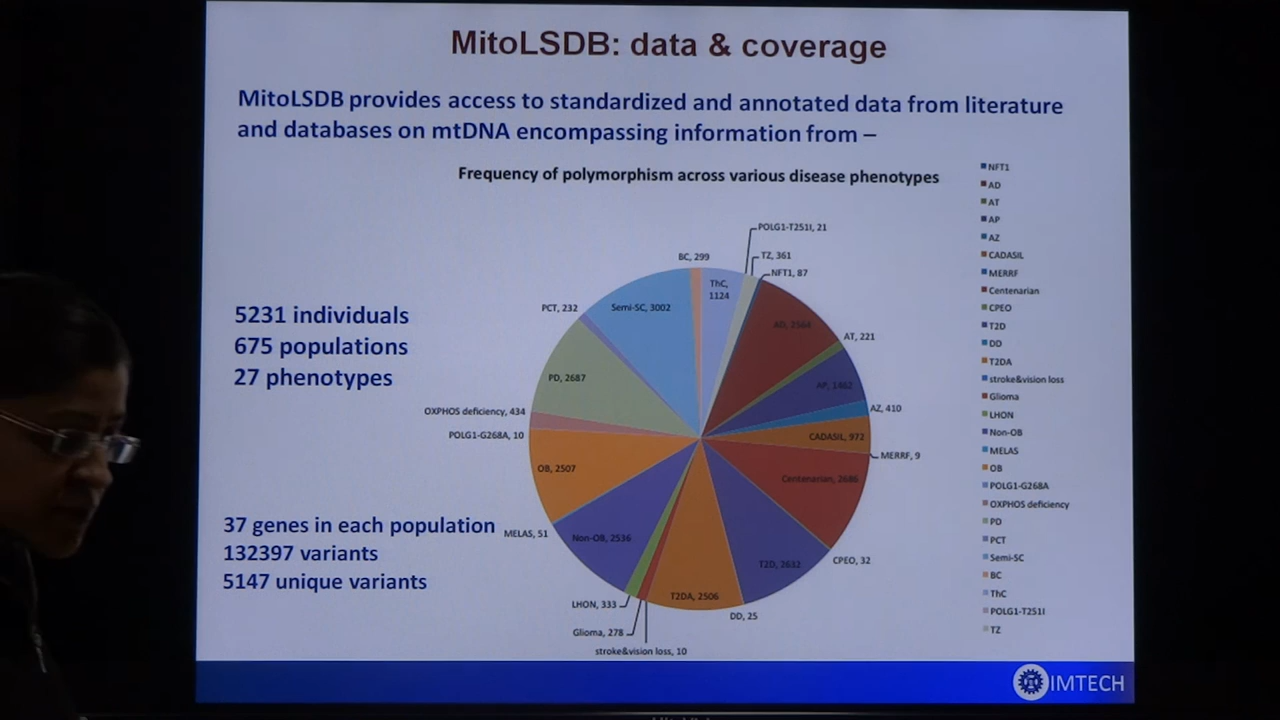 MitoLSDB: data & coverage
MitoLSDB provides access to standardized and annotated data from literature
and databases on mtDNA encompassing information from –
Frequency of polymorphism across various disease phenotypes
5231 individuals
675 populations
27 phenotypes
37 genes in each population
132397 variants
5147 unique variants
POLG1-T251I, 21
TZ, 361
NFT1, 87
AD, 2564
AT, 221
AP, 1462
AZ, 410
CADASIL, 972
MERRF, 9
Centenarian, 2686
CPEO, 32
T2D, 2632
DD, 25
T2DA, 2506
stroke&vision loss, 10
Glioma, 278
LHON, 333
Non-OB, 2536
MELAS, 51
OB, 2507
POLG1-G268A, 10
OXPHOS deficiency, 434
PD, 2687
PCT, 232
Semi-SC, 3002
BC, 299
ThC,
1124
NFT1
AD
AT
AP
AZ
CADASIL
MERRF
Centenarian
CPEO
T2D
DD
T2DA
stroke&vision loss
Glioma
LHON
Non-OB
MELAS
OB
POLG1-G268A
OXPHOS deficiency
PD
PCT
Semi-SC
BC
ThC
POLG1-T251I
TZ
IMTECH